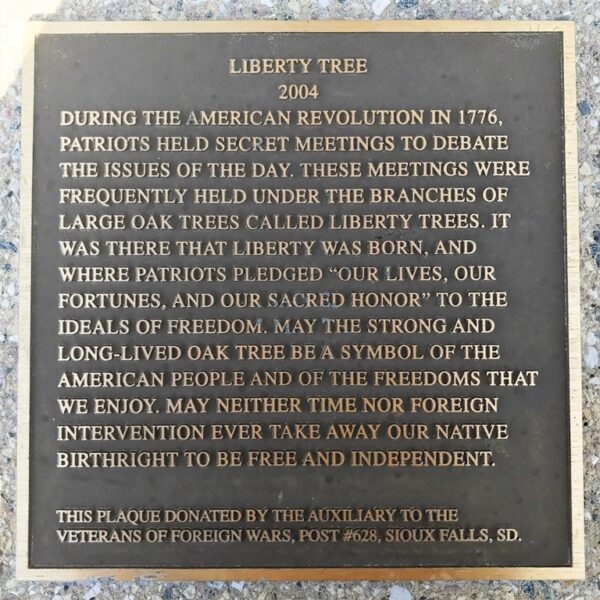 LIBERTY TREE
2004
DURING THE AMERICAN REVOLUTION IN 1776,
PATRIOTS HELD SECRET MEETINGS TO DEBATE
THE ISSUES OF THE DAY. THESE MEETINGS WERE
FREQUENTLY HELD UNDER THE BRANCHES OF
LARGE OAK TREES CALLED LIBERTY TREES. IT
WAS THERE THAT LIBERTY WAS BORN, AND
WHERE PATRIOTS PLEDGED “OUR LIVES, OUR
FORTUNES, AND OUR SACRED HONOR” TO THE
IDEALS OF FREEDOM. MAY THE STRONG AND
LONG-LIVED OAK TREE BE A SYMBOL OF THE
AMERICAN PEOPLE AND OF THE FREEDOMS THAT
WE ENJOY. MAY NEITHER TIME NOR FOREIGN
INTERVENTION EVER TAKE AWAY OUR NATIVE
BIRTHRIGHT TO BE FREE AND INDEPENDENT.
THIS PLAQUE DONATED BY THE AUXILIARY TO THE
VETERANS OF FOREIGN WARS, POST #628, SIOUX FALLS, SD.